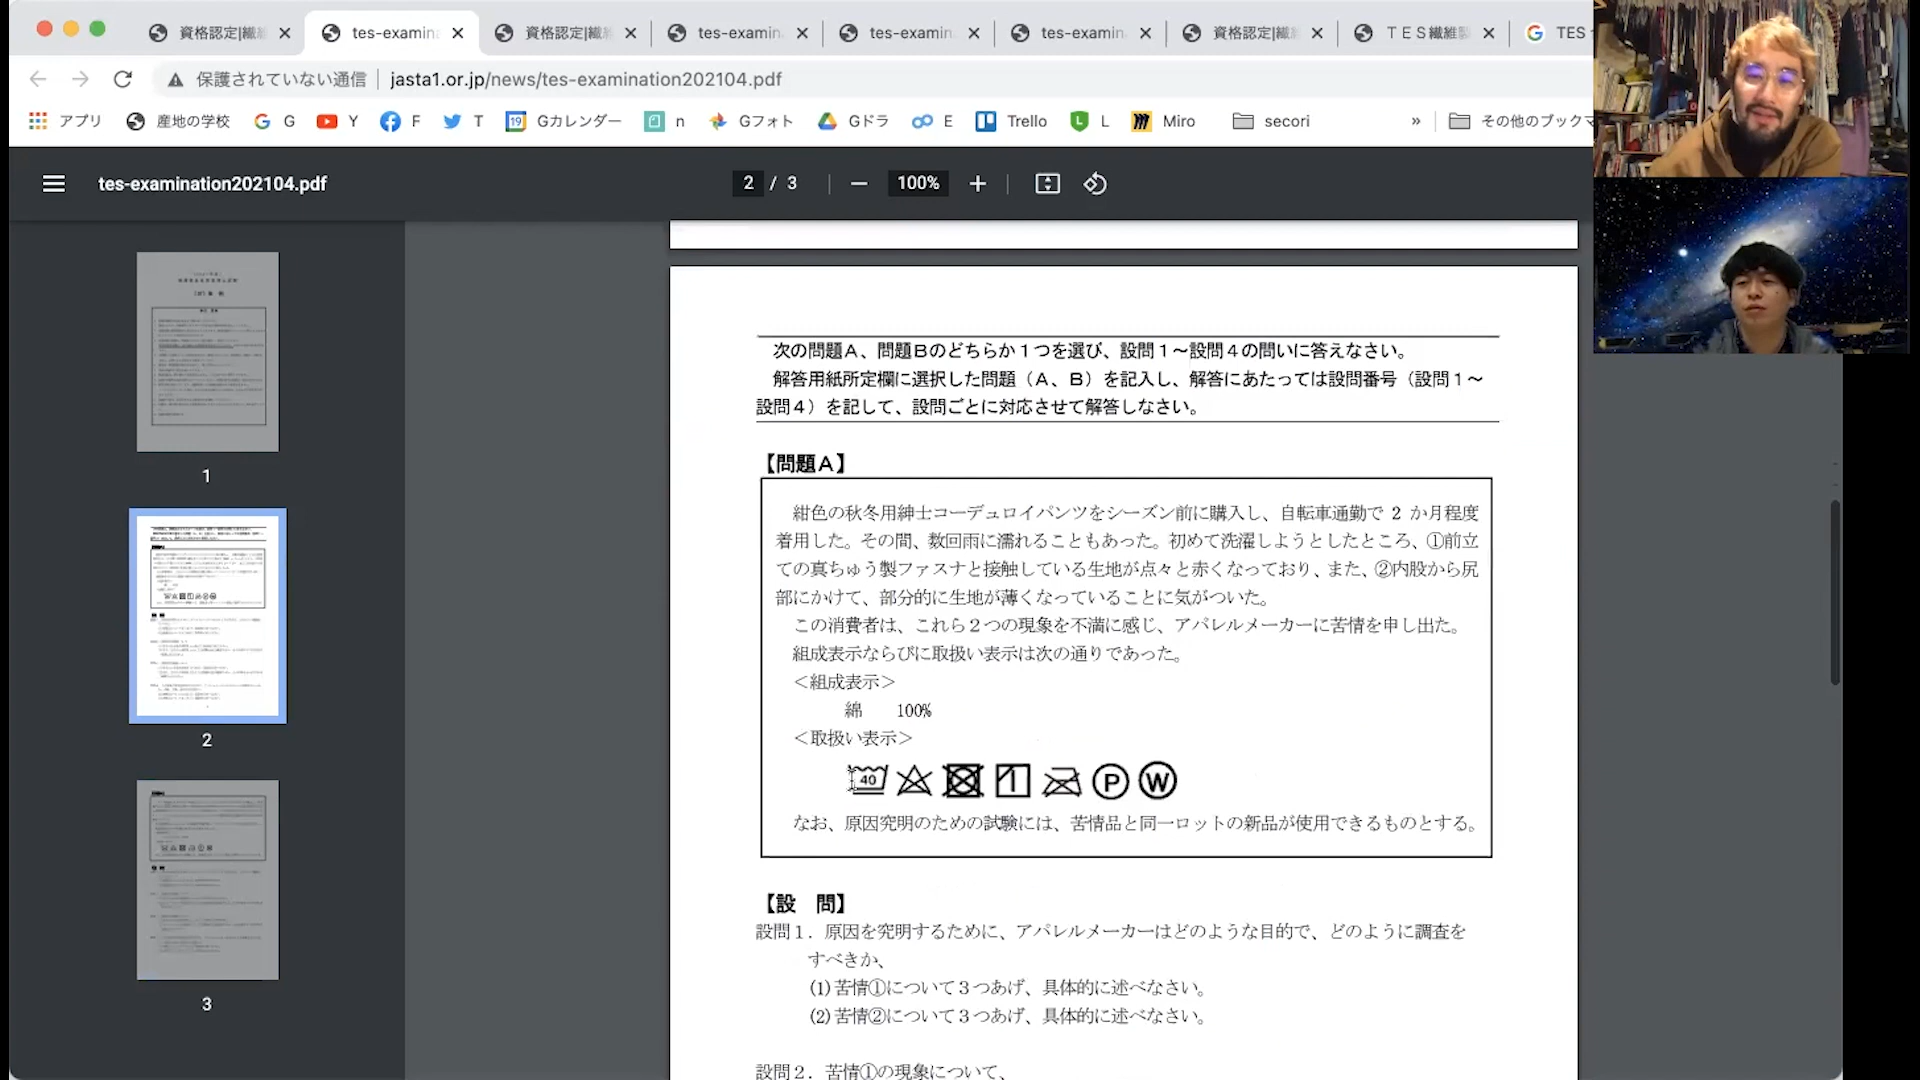 資格認定|繊維
tes-examin
資格認定|繊維
tes-examin
tes-examin
tes-examin
資格認定|繊維
ＴＥＳ繊維
TES
保護されていない通信 | jasta1.or.jp/news/tes-examination202104.pdf
アプリ 産地の学校 G Y F T Gカレンダー n Gフォト Gドラ E Trello L Miro secori » その他のブックマ
tes-examination202104.pdf
2 / 3
100%
次の問題Ａ、問題Ｂのどちらか１つを選び、設問１～設問４の問いに答えなさい。
解答用紙所定欄に選択した問題（Ａ、Ｂ）を記入し、解答にあたっては設問番号（設問１～
設問４）を記して、設問ごとに対応させて解答しなさい。
【問題Ａ】
紺色の秋冬用紳士コーデュロイパンツをシーズン前に購入し、自転車通勤で 2 か月程度
着用した。その間、数回雨に濡れることもあった。初めて洗濯しようとしたところ、①前立
ての真ちゅう製ファスナと接触している生地が点々と赤くなっており、また、②内股から尻
部にかけて、部分的に生地が薄くなっていることに気がついた。
この消費者は、これら２つの現象を不満に感じ、アパレルメーカーに苦情を申し出た。
組成表示ならびに取扱い表示は次の通りであった。
＜組成表示＞
綿 100%
＜取扱い表示＞
40 P W
なお、原因究明のための試験には、苦情品と同一ロットの新品が使用できるものとする。
【設 問】
設問１．原因を究明するために、アパレルメーカーはどのような目的で、どのように調査を
すべきか、
(1)苦情①について３つあげ、具体的に述べなさい。
(2)苦情②について３つあげ、具体的に述べなさい。
設問２．苦情①の現象について、
1
2
3